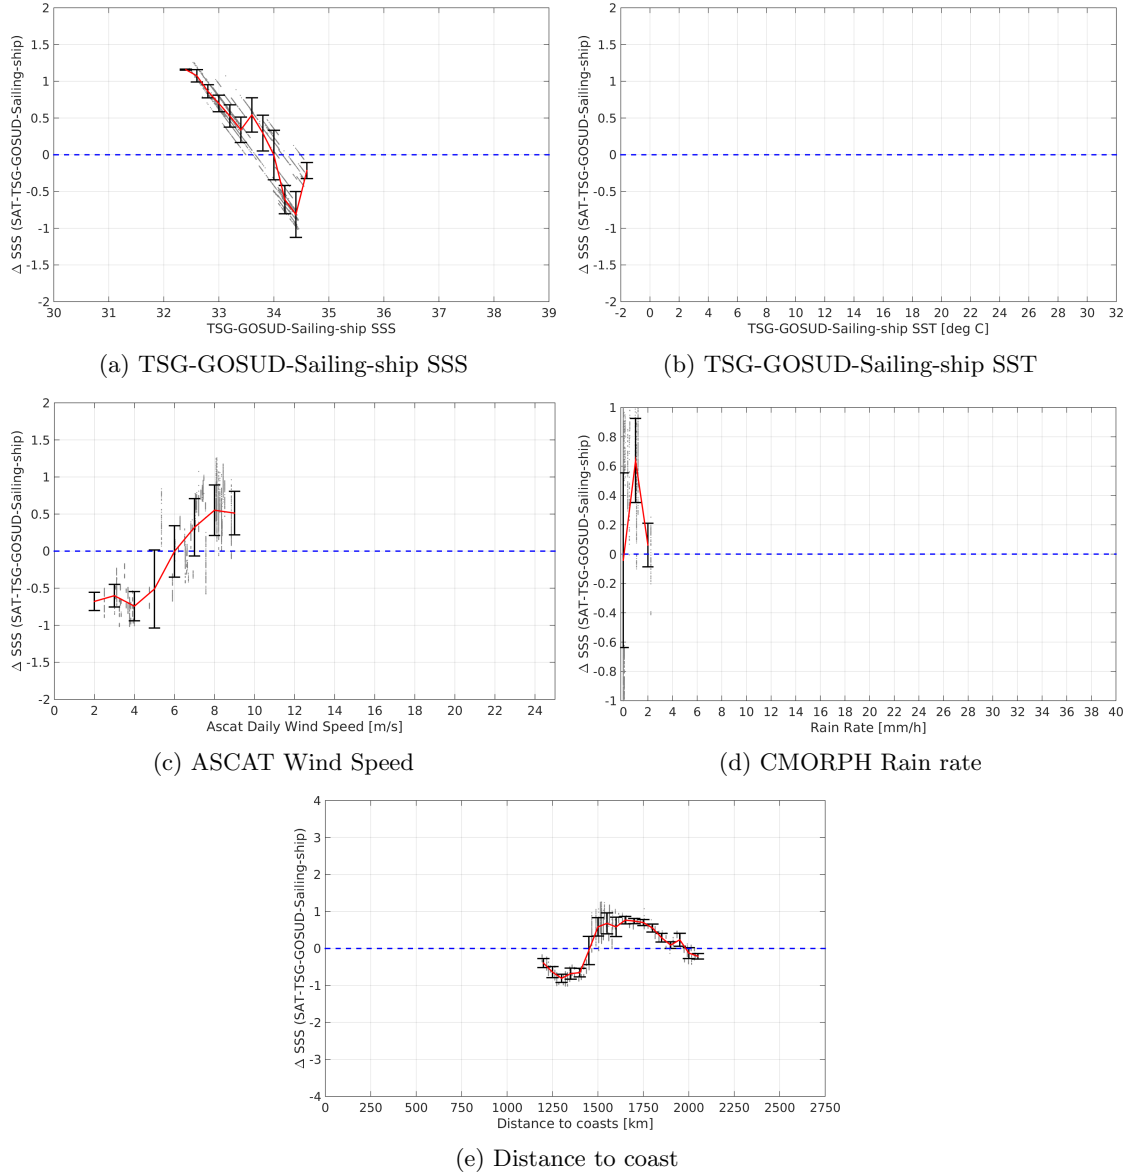 2
1.5
1
0.5
0
-0.5
-1
-1.5
-2
30 31 32 33 34 35 36 37 38 39
Δ SSS (SAT-TSG-GOSUD-Sailing-ship)
TSG-GOSUD-Sailing-ship SSS
(a) TSG-GOSUD-Sailing-ship SSS
2
1.5
1
0.5
0
-0.5
-1
-1.5
-2
-2 0 2 4 6 8 10 12 14 16 18 20 22 24 26 28 30 32
Δ SSS (SAT-TSG-GOSUD-Sailing-ship)
TSG-GOSUD-Sailing-ship SST [deg C]
(b) TSG-GOSUD-Sailing-ship SST
2
1.5
1
0.5
0
-0.5
-1
-1.5
-2
0 2 4 6 8 10 12 14 16 18 20 22 24
Δ SSS (SAT-TSG-GOSUD-Sailing-ship)
Ascat Daily Wind Speed [m/s]
(c) ASCAT Wind Speed
1
0.8
0.6
0.4
0.2
0
-0.2
-0.4
-0.6
-0.8
-1
0 2 4 6 8 10 12 14 16 18 20 22 24 26 28 30 32 34 36 38 40
Δ SSS (SAT-TSG-GOSUD-Sailing-ship)
Rain Rate [mm/h]
(d) CMORPH Rain rate
4
3
2
1
0
-1
-2
-3
-4
0 250 500 750 1000 1250 1500 1750 2000 2250 2500 2750
Δ SSS (SAT-TSG-GOSUD-Sailing-ship)
Distance to coasts [km]
(e) Distance to coast